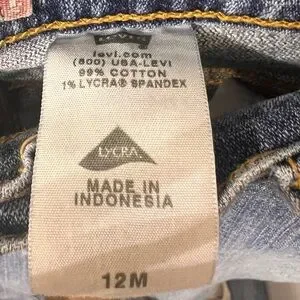 levi.com
(800) USA-LEVI
99% COTTON
1% LYCRA® SPANDEX
LYCRA
MADE IN
INDONESIA
12M